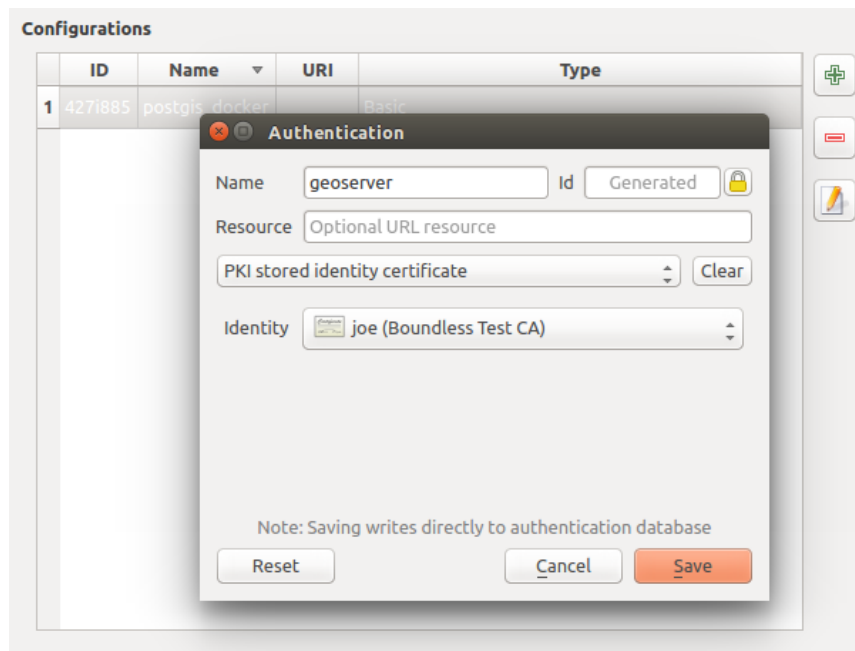 Configurations
ID Name URI Type
1 427i885 postgis_docker Basic
Authentication
Name geoserver Id Generated
Resource Optional URL resource
PKI stored identity certificate Clear
Identity joe (Boundless Test CA)
Note: Saving writes directly to authentication database
Reset Cancel Save